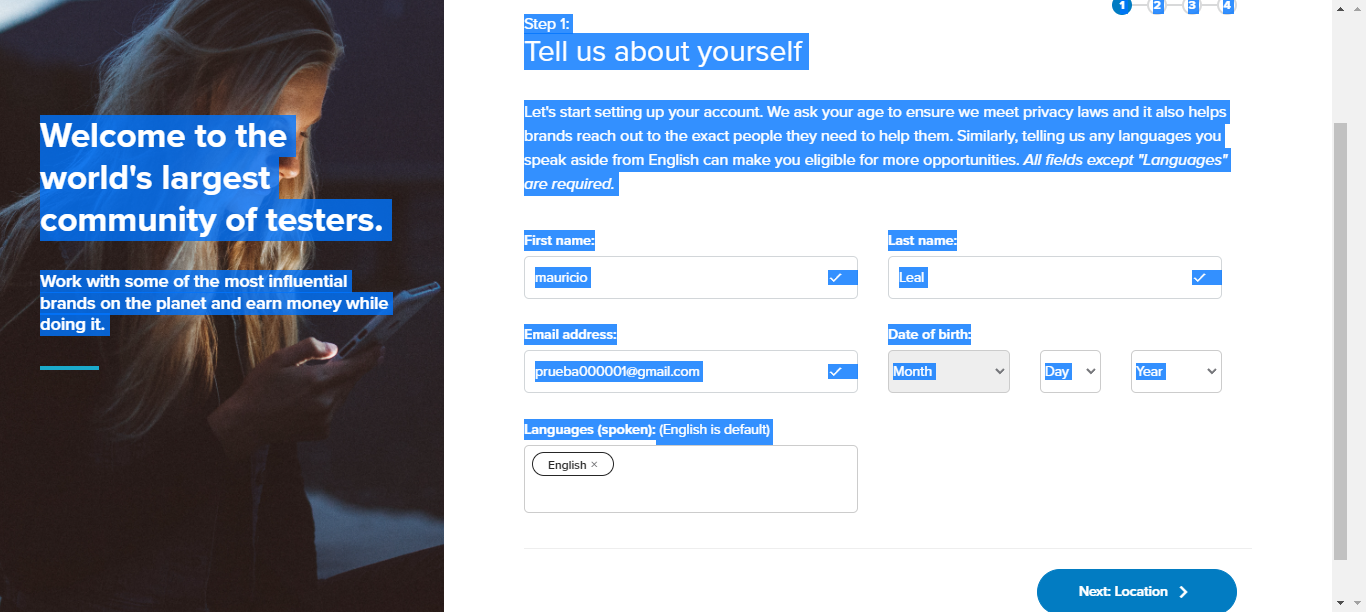 Welcome to the
world's largest
community of testers.
Work with some of the most influential
brands on the planet and earn money while
doing it.
1 2 3 4
Step 1:
Tell us about yourself
Let's start setting up your account. We ask your age to ensure we meet privacy laws and it also helps
brands reach out to the exact people they need to help them. Similarly, telling us any languages you
speak aside from English can make you eligible for more opportunities. All fields except "Languages"
are required.
First name: Last name:
mauricio Leal
Email address: Date of birth:
prueba000001@gmail.com Month Day Year
Languages (spoken): (English is default)
English ×
Next: Location